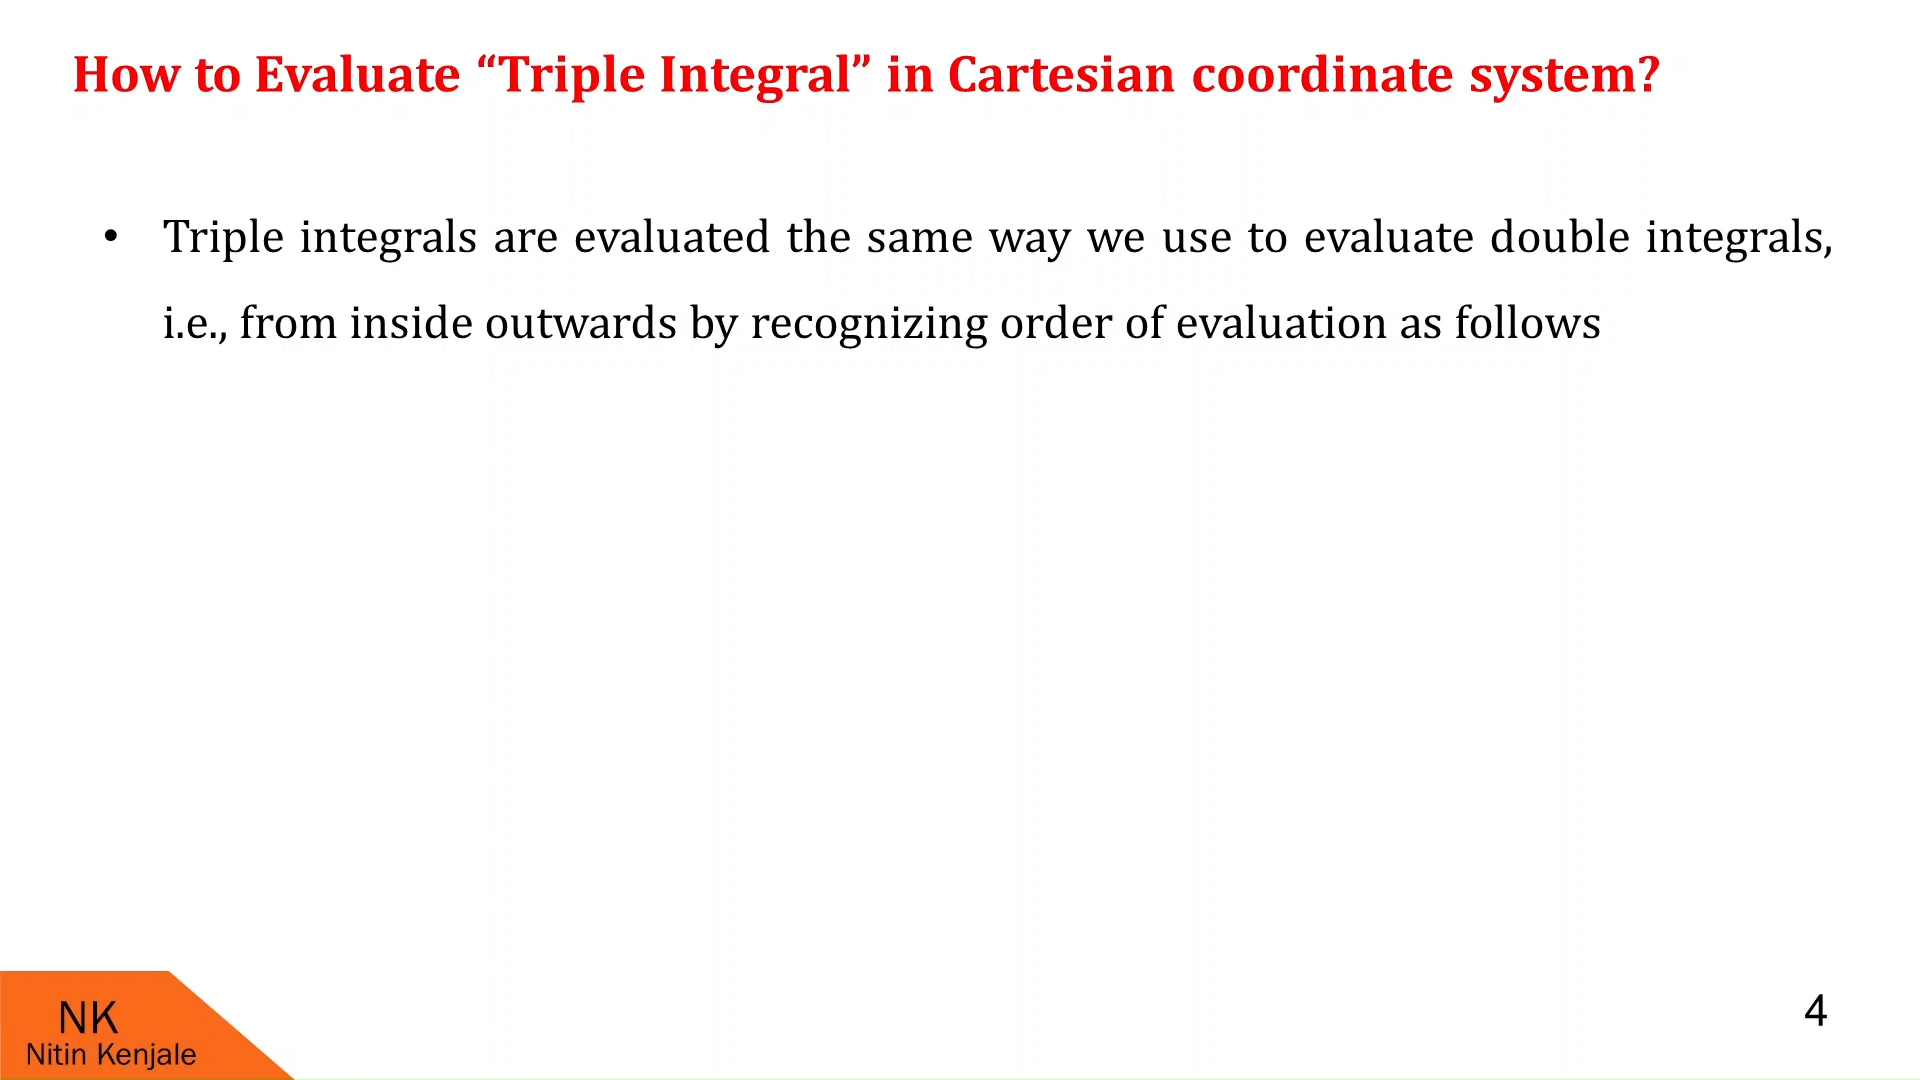 How to Evaluate “Triple Integral” in Cartesian coordinate system?
• Triple integrals are evaluated the same way we use to evaluate double integrals,
i.e., from inside outwards by recognizing order of evaluation as follows
NK
Nitin Kenjale
4